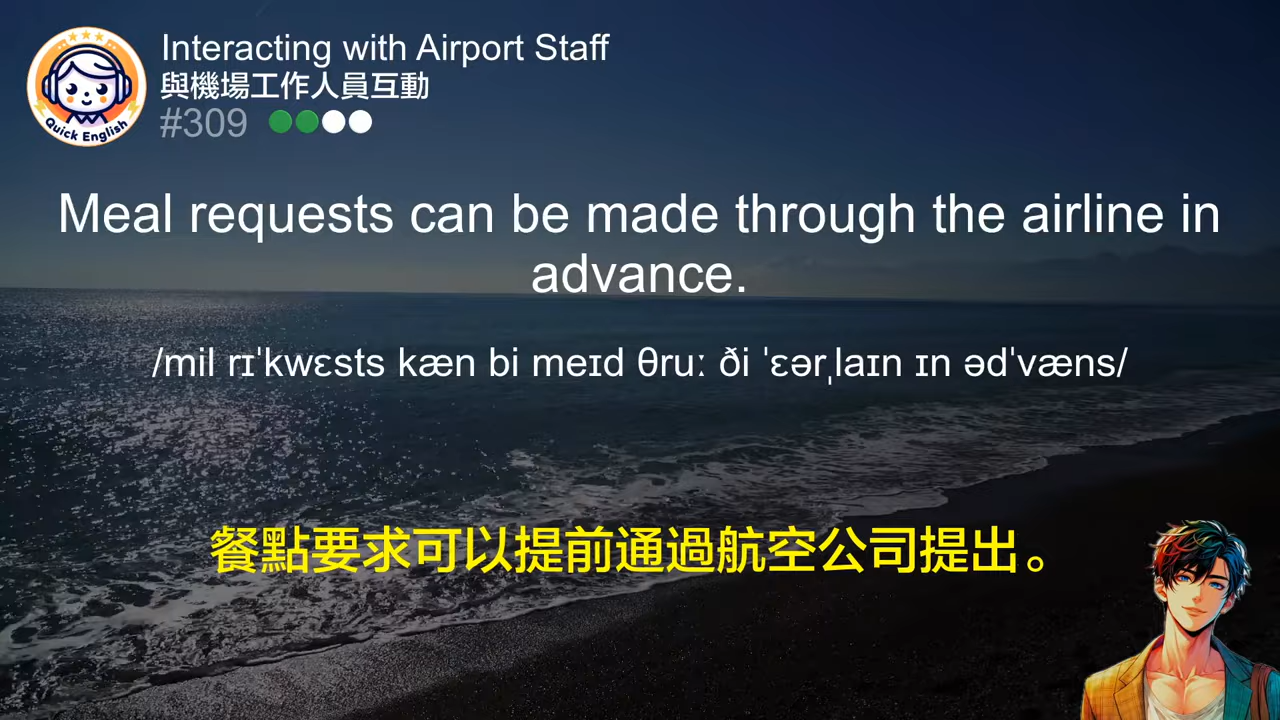 Interacting with Airport Staff
與機場工作人員互動
#309
Quick English
Meal requests can be made through the airline in
advance.
/mil rɪˈkwɛsts kæn bi meɪd θruː ði ˈɛərˌlaɪn ɪn ədˈvæns/
餐點要求可以提前通過航空公司提出。